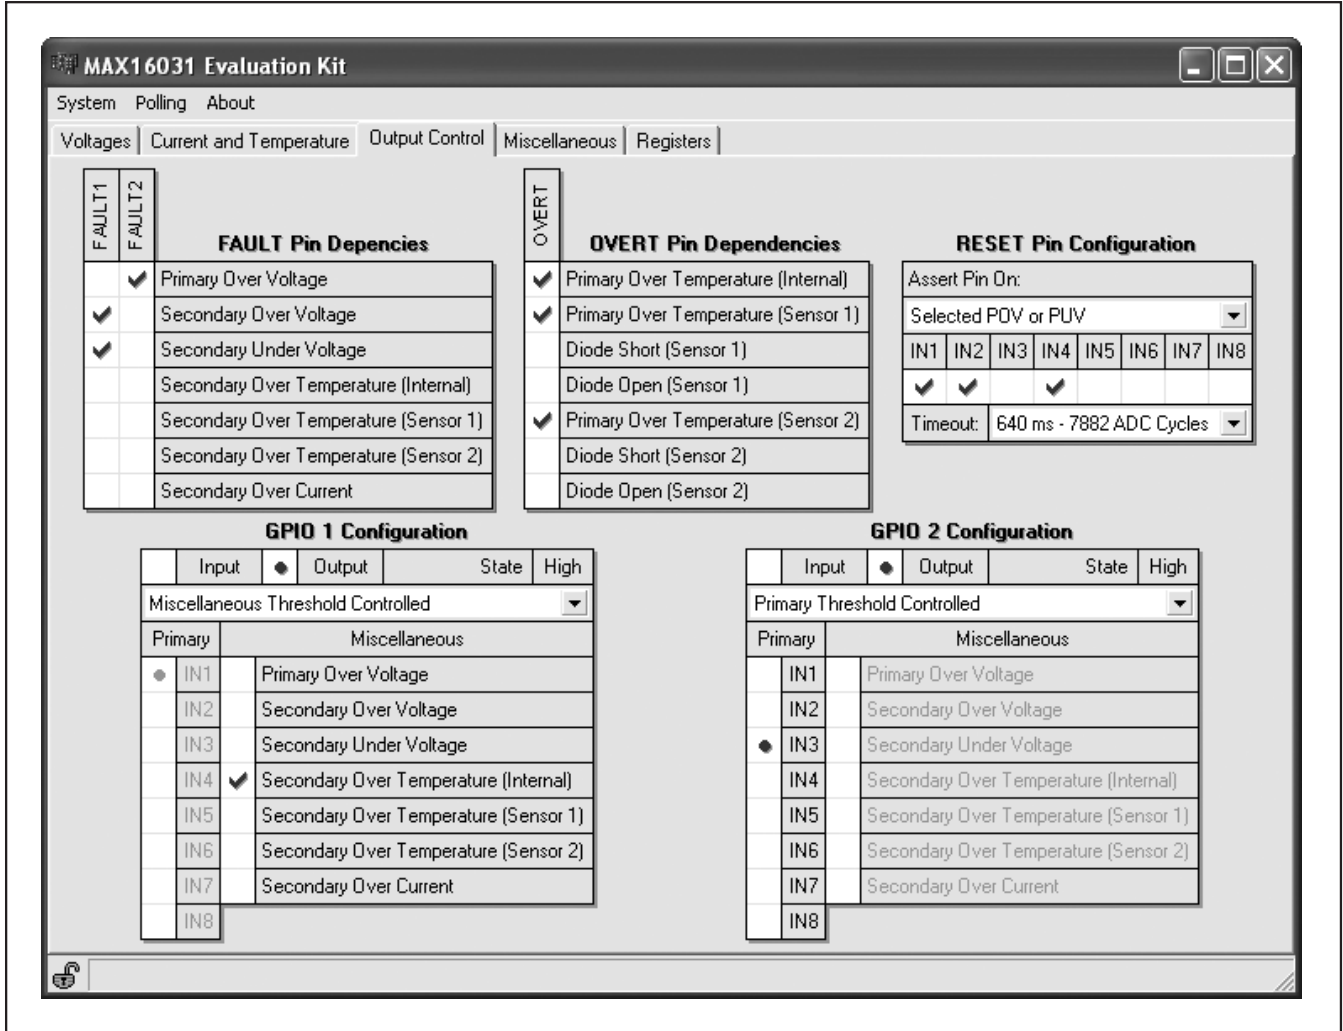 MAX16031 Evaluation Kit
System Polling About
Voltages Current and Temperature Output Control Miscellaneous Registers
FAULT1 FAULT2
FAULT Pin Depencies
Primary Over Voltage
Secondary Over Voltage
Secondary Under Voltage
Secondary Over Temperature (Internal)
Secondary Over Temperature (Sensor 1)
Secondary Over Temperature (Sensor 2)
Secondary Over Current
OVERT
OVERT Pin Dependencies
Primary Over Temperature (Internal)
Primary Over Temperature (Sensor 1)
Diode Short (Sensor 1)
Diode Open (Sensor 1)
Primary Over Temperature (Sensor 2)
Diode Short (Sensor 2)
Diode Open (Sensor 2)
RESET Pin Configuration
Assert Pin On:
Selected POV or PUV
IN1 IN2 IN3 IN4 IN5 IN6 IN7 IN8
Timeout: 640 ms - 7882 ADC Cycles
GPIO 1 Configuration
Input Output State High
Miscellaneous Threshold Controlled
Primary Miscellaneous
IN1 Primary Over Voltage
IN2 Secondary Over Voltage
IN3 Secondary Under Voltage
IN4 Secondary Over Temperature (Internal)
IN5 Secondary Over Temperature (Sensor 1)
IN6 Secondary Over Temperature (Sensor 2)
IN7 Secondary Over Current
IN8
GPIO 2 Configuration
Input Output State High
Primary Threshold Controlled
Primary Miscellaneous
IN1 Primary Over Voltage
IN2 Secondary Over Voltage
IN3 Secondary Under Voltage
IN4 Secondary Over Temperature (Internal)
IN5 Secondary Over Temperature (Sensor 1)
IN6 Secondary Over Temperature (Sensor 2)
IN7 Secondary Over Current
IN8